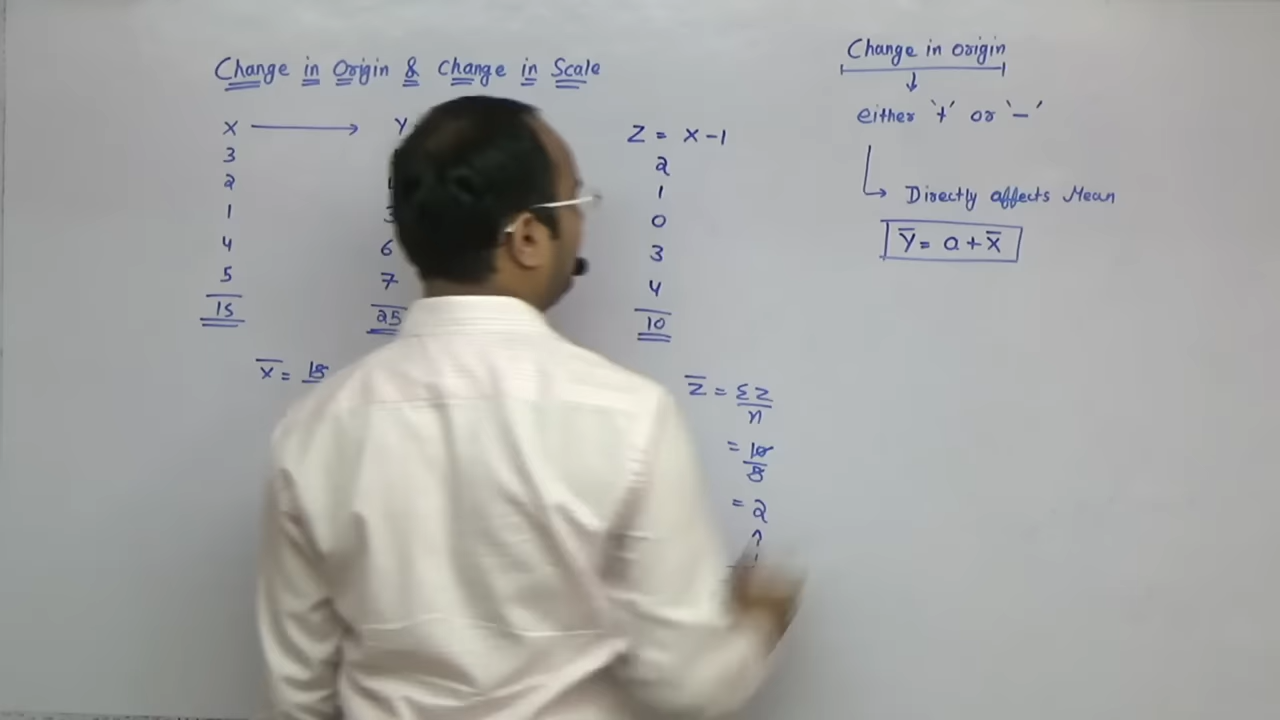 Change in Origin & Change in Scale
X → Y
3
2
1
4
5
15
3
6
7
25
X̄ = 15
Z = X - 1
2
1
0
3
4
10
Z̄ = ΣZ/n
= 10/5
= 2
↑
Change in origin
↓
either '+' or '-'
↳ Directly affects Mean
Ȳ = a + X̄